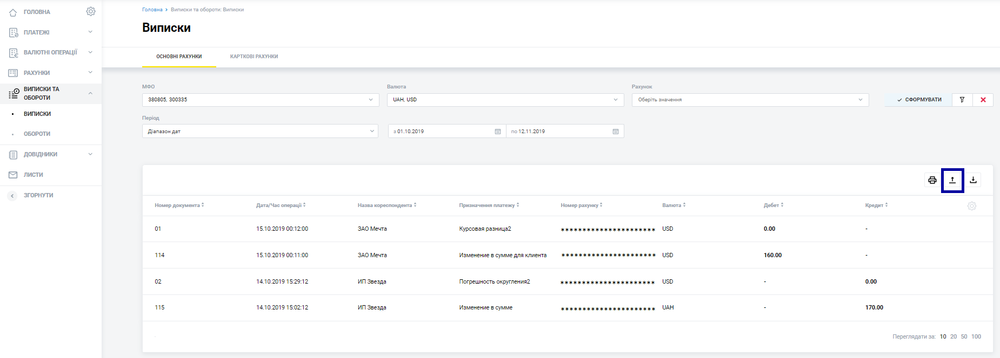 ГОЛОВНА
ПЛАТЕЖІ
ВАЛЮТНІ ОПЕРАЦІЇ
РАХУНКИ
ВИПИСКИ ТА
ОБОРОТИ
ВИПИСКИ
ОБОРОТИ
ДОВІДНИКИ
ЛИСТИ
ЗГОРНУТИ
Головна > Виписки та обороти: Виписки
Виписки
ОСНОВНІ РАХУНКИ КАРТКОВІ РАХУНКИ
МФО Валюта Рахунок
380805, 300335 UAH, USD Оберіть значення СФОРМУВАТИ
Період
Діапазон дат з 01.10.2019 по 12.11.2019
Номер документа Дата/Час операції Назва кореспондента Призначення платежу Номер рахунку Валюта Дебет Кредит
01 15.10.2019 00:12:00 ЗАО Мечта Курсовая разница2 ********************** USD 0.00 -
114 15.10.2019 00:11:00 ЗАО Мечта Изменение в сумме для клиента ********************** USD 160.00 -
02 14.10.2019 15:29:12 ИП Звезда Погрешность округления2 ********************** USD - 0.00
115 14.10.2019 15:02:12 ИП Звезда Изменение в сумме ********************** UAH - 170.00
Переглядати за: 10 20 50 100